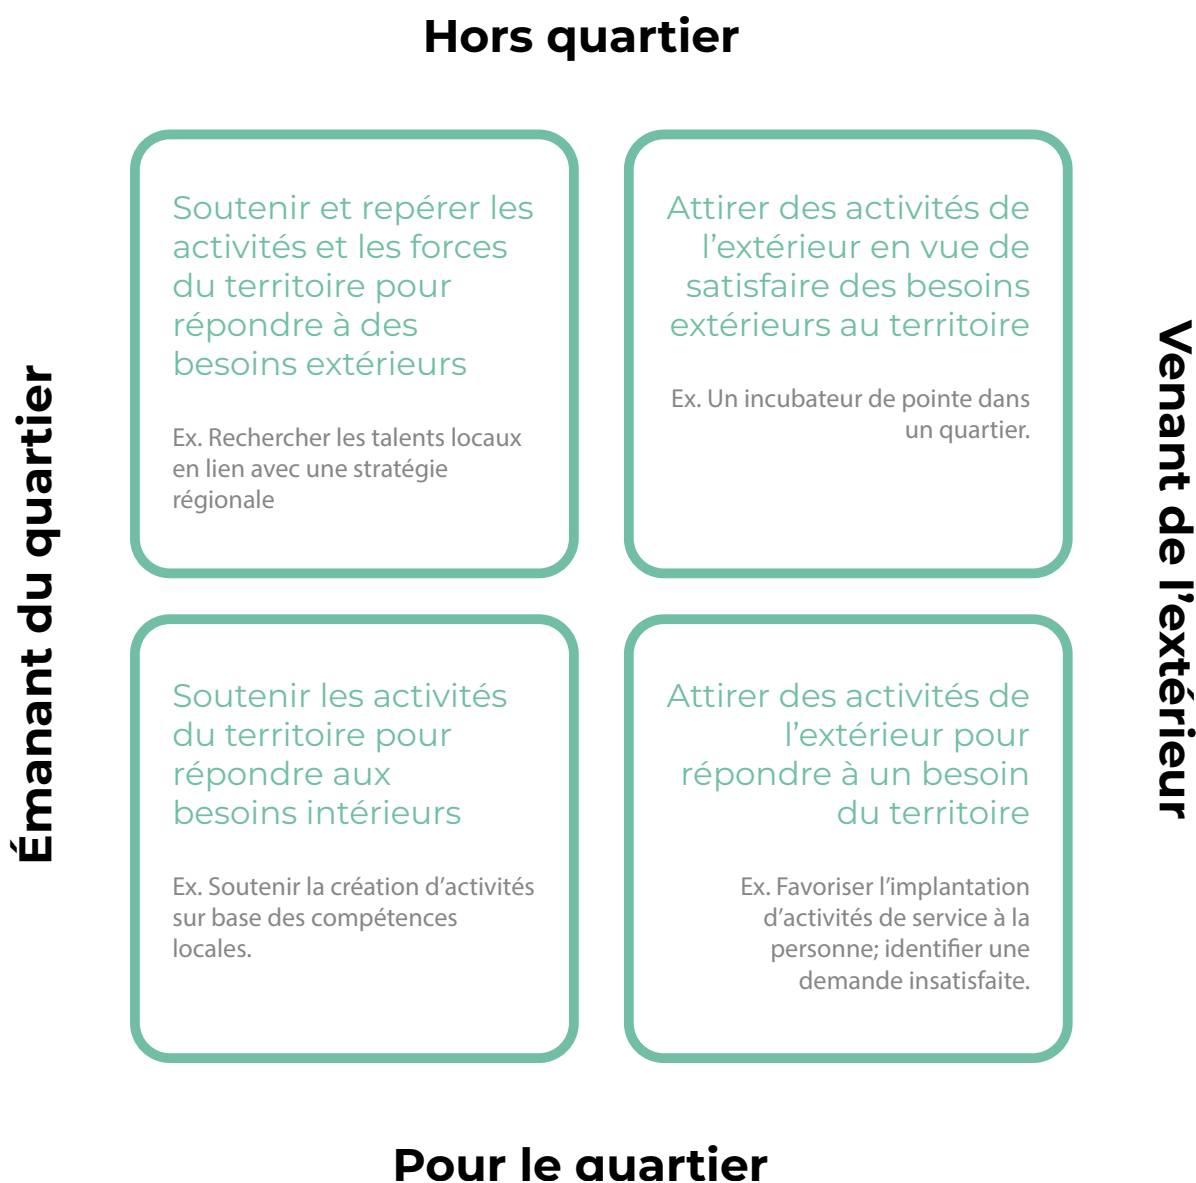 Hors quartier
Soutenir et repérer les
activités et les forces
du territoire pour
répondre à des
besoins extérieurs
Ex. Rechercher les talents locaux
en lien avec une stratégie
régionale
Attirer des activités de
l’extérieur en vue de
satisfaire des besoins
extérieurs au territoire
Ex. Un incubateur de pointe dans
un quartier.
Émanant du quartier
Venant de l’extérieur
Soutenir les activités
du territoire pour
répondre aux
besoins intérieurs
Ex. Soutenir la création d’activités
sur base des compétences
locales.
Attirer des activités de
l’extérieur pour
répondre à un besoin
du territoire
Ex. Favoriser l’implantation
d’activités de service à la
personne; identifier une
demande insatisfaite.
Pour le quartier